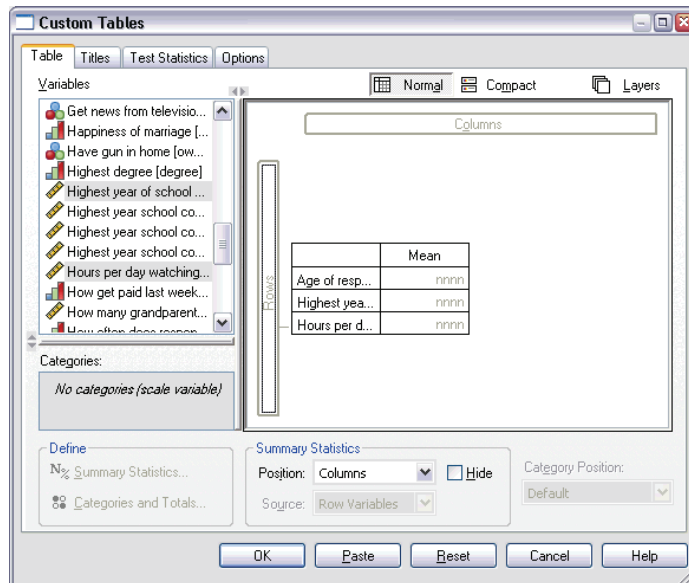 Custom Tables
Table Titles Test Statistics Options
Variables
Normal Compact Layers
Get news from televisio...
Happiness of marriage [...
Have gun in home [ow...
Highest degree [degree]
Highest year of school ...
Highest year school co...
Highest year school co...
Highest year school co...
Hours per day watching...
How get paid last week...
How many grandparent...
How often does respon
Columns
Rows
Mean
Age of resp... nnnn
Highest yea... nnnn
Hours per d... nnnn
Categories:
No categories (scale variable)
Define
N% Summary Statistics...
Categories and Totals...
Summary Statistics
Position: Columns Hide
Source: Row Variables
Category Position:
Default
OK Paste Reset Cancel Help